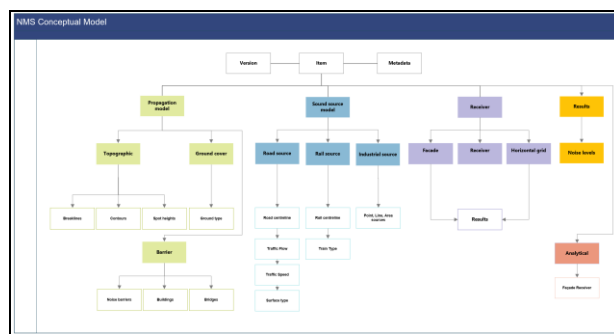 NMS Conceptual Model
Version
Item
Metadata
Propagation
model
Sound source
model
Receiver
Results
Topographic
Ground cover
Road source
Rail source
Industrial source
Facade
Receiver
Horizontal grid
Noise levels
Breaklines
Contours
Spot heights
Ground type
Road centreline
Rail centreline
Point, Line, Area
sources
Results
Barrier
Traffic Flow
Train Type
Analytical
Traffic Speed
Noise barriers
Buildings
Bridges
Surface type
Façade Receiver